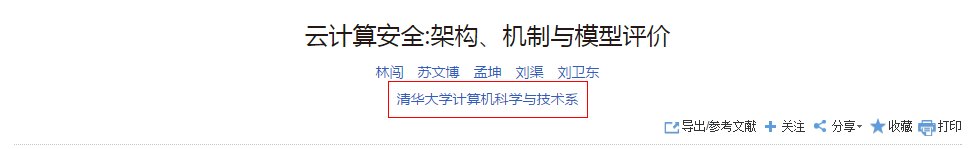 云计算安全:架构、机制与模型评价
林闯 苏文博 孟坤 刘渠 刘卫东
清华大学计算机科学与技术系
导出/参考文献 关注 分享 收藏 打印